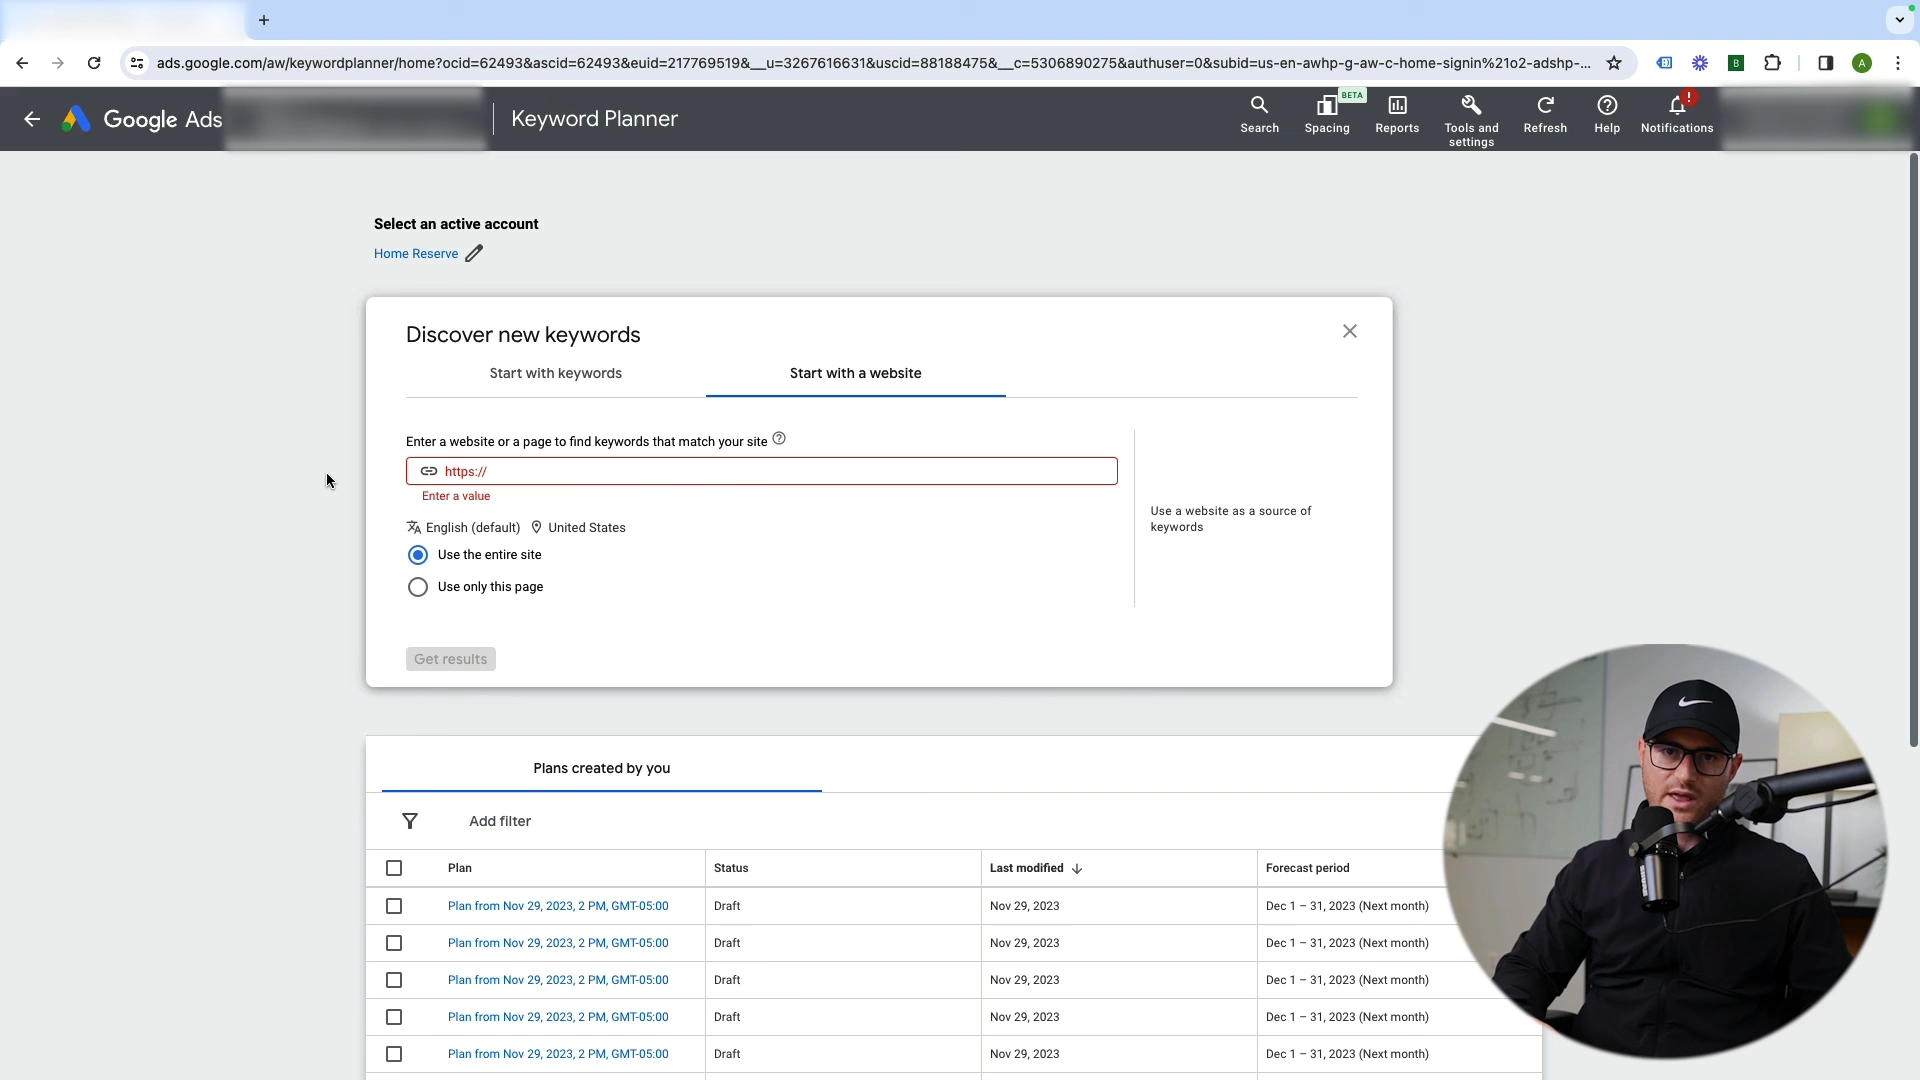 ads.google.com/aw/keywordplanner/home?ocid=62493&ascid=62493&euid=217769519&__u=3267616631&uscid=88188475&__c=5306890275&authuser=0&subid=us-en-awhp-g-aw-c-home-signin%21o2-adshp-...
B
A
Google Ads
Keyword Planner
Search
BETA
Spacing
Reports
Tools and
settings
Refresh
Help
!
Notifications
Select an active account
Home Reserve
Discover new keywords
Start with keywords
Start with a website
Enter a website or a page to find keywords that match your site
https://
Enter a value
English (default)
United States
Use the entire site
Use only this page
Use a website as a source of
keywords
Get results
Plans created by you
Add filter
Plan Status Last modified Forecast period
Plan from Nov 29, 2023, 2 PM, GMT-05:00 Draft Nov 29, 2023 Dec 1 – 31, 2023 (Next month)
Plan from Nov 29, 2023, 2 PM, GMT-05:00 Draft Nov 29, 2023 Dec 1 – 31, 2023 (Next month)
Plan from Nov 29, 2023, 2 PM, GMT-05:00 Draft Nov 29, 2023 Dec 1 – 31, 2023 (Next month)
Plan from Nov 29, 2023, 2 PM, GMT-05:00 Draft Nov 29, 2023 Dec 1 – 31, 2023 (Next month)
Plan from Nov 29, 2023, 2 PM, GMT-05:00 Draft Nov 29, 2023 Dec 1 – 31, 2023 (Next month)